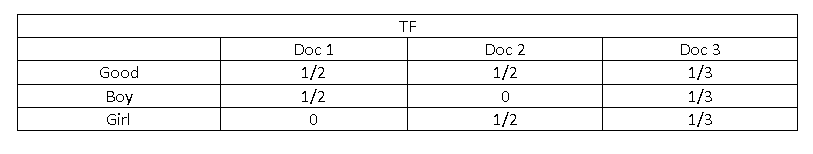 TF
Doc 1 Doc 2 Doc 3
Good 1/2 1/2 1/3
Boy 1/2 0 1/3
Girl 0 1/2 1/3